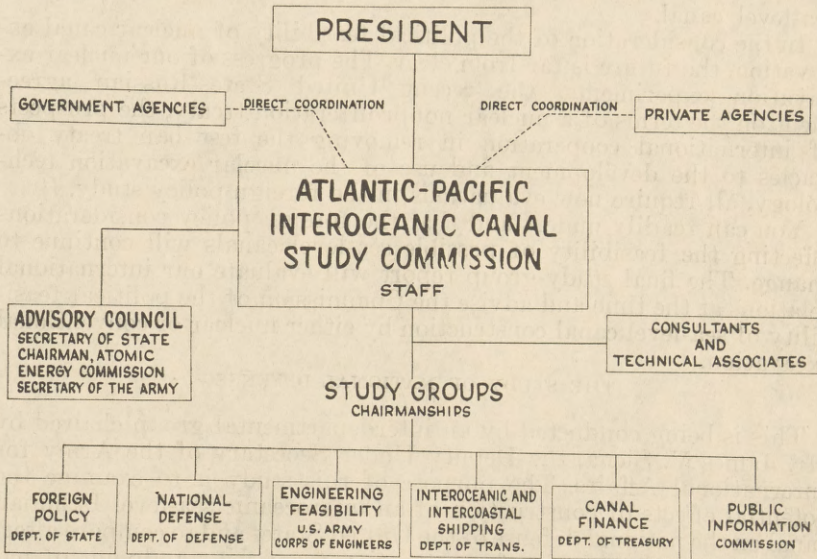 PRESIDENT
GOVERNMENT AGENCIES
DIRECT COORDINATION
DIRECT COORDINATION
PRIVATE AGENCIES
ATLANTIC-PACIFIC
INTEROCEANIC CANAL
STUDY COMMISSION
STAFF
ADVISORY COUNCIL
SECRETARY OF STATE
CHAIRMAN, ATOMIC
ENERGY COMMISSION
SECRETARY OF THE ARMY
CONSULTANTS
AND
TECHNICAL ASSOCIATES
STUDY GROUPS
CHAIRMANSHIPS
FOREIGN
POLICY
DEPT. OF STATE
NATIONAL
DEFENSE
DEPT. OF DEFENSE
ENGINEERING
FEASIBILITY
U.S. ARMY
CORPS OF ENGINEERS
INTEROCEANIC AND
INTERCOASTAL
SHIPPING
DEPT. OF TRANS.
CANAL
FINANCE
DEPT. OF TREASURY
PUBLIC
INFORMATION
COMMISSION